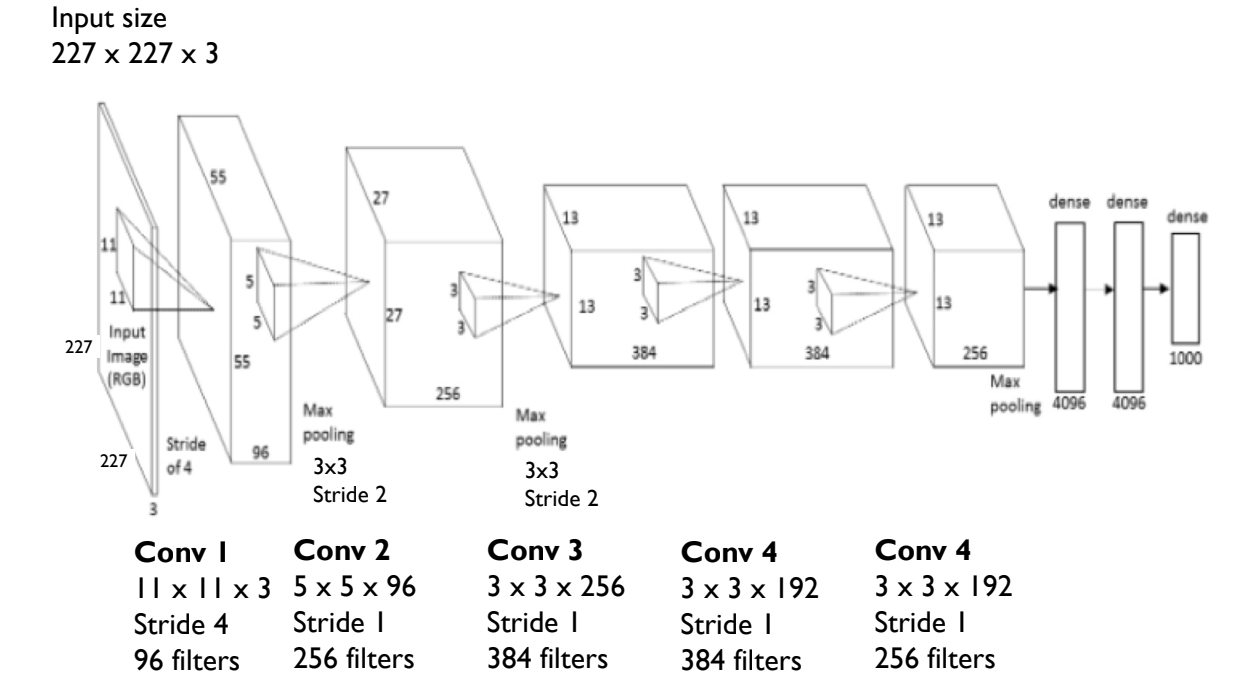 Input size
227 x 227 x 3
55
11
11
Input
Image
(RGB)
227
227
3
Stride
of 4
5
5
55
96
Max
pooling
3x3
Stride 2
27
27
3
3
256
Max
pooling
3x3
Stride 2
13
13
3
3
384
13
13
3
3
384
13
13
256
Max
pooling
dense
4096
dense
4096
dense
1000
Conv 1
11 x 11 x 3
Stride 4
96 filters
Conv 2
5 x 5 x 96
Stride 1
256 filters
Conv 3
3 x 3 x 256
Stride 1
384 filters
Conv 4
3 x 3 x 192
Stride 1
384 filters
Conv 4
3 x 3 x 192
Stride 1
256 filters